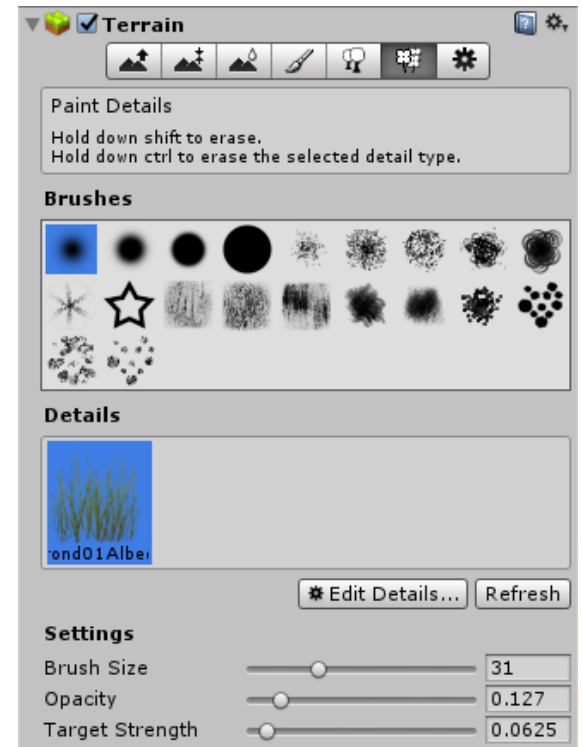 Terrain
Paint Details
Hold down shift to erase.
Hold down ctrl to erase the selected detail type.
Brushes
Details
rond01Albe
Edit Details... Refresh
Settings
Brush Size 31
Opacity 0.127
Target Strength 0.0625